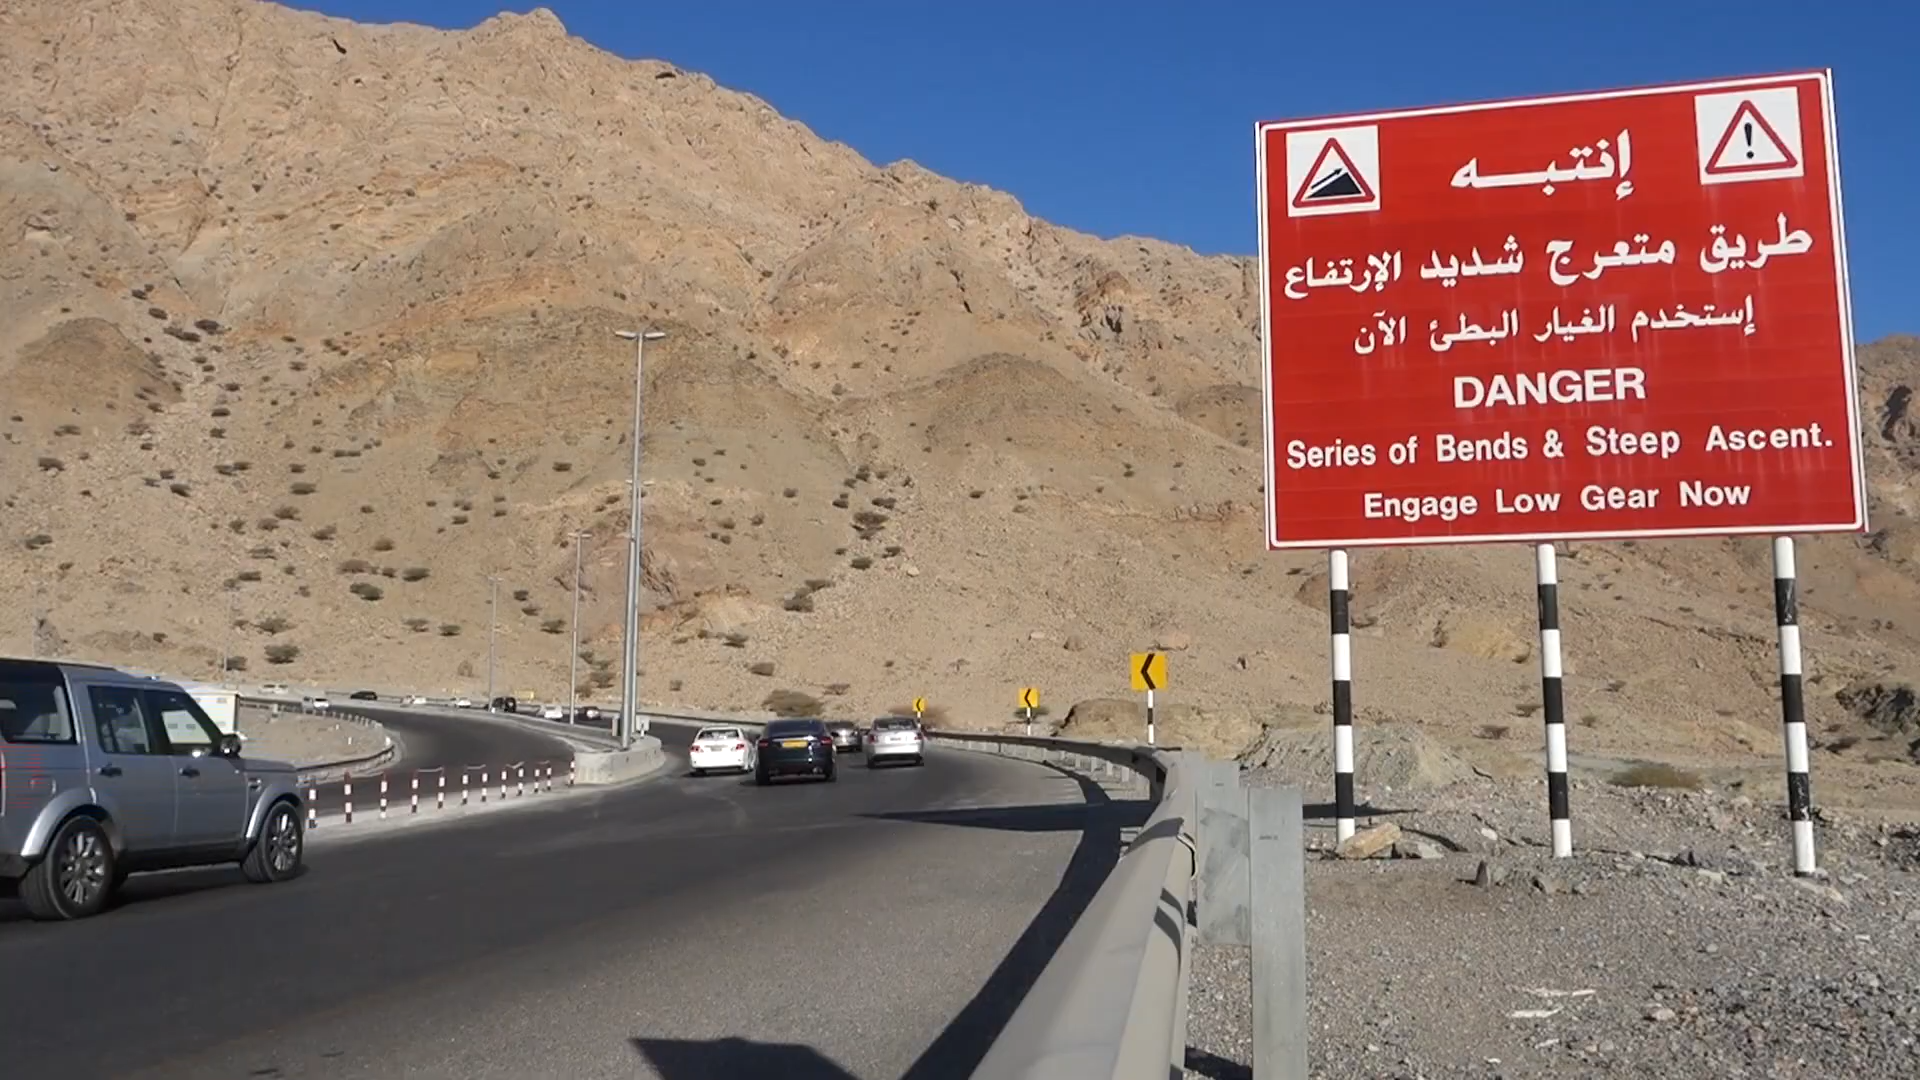 إنتبه
طريق متعرج شديد الإرتفاع
إستخدم الغيار البطئ الآن
DANGER
Series of Bends & Steep Ascent.
Engage Low Gear Now